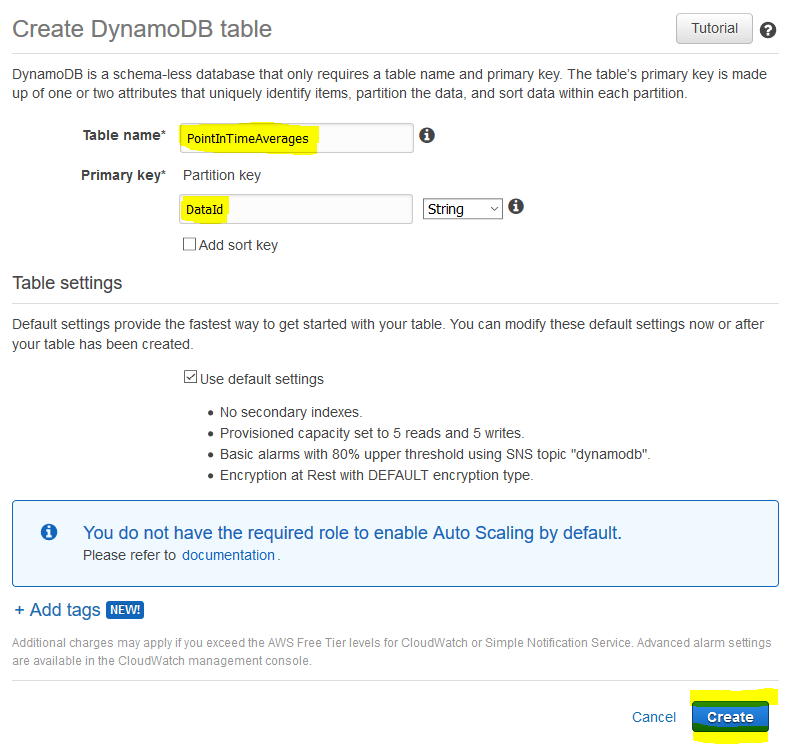 Create DynamoDB table
Tutorial
DynamoDB is a schema-less database that only requires a table name and primary key. The table's primary key is made
up of one or two attributes that uniquely identify items, partition the data, and sort data within each partition.
Table name* PointInTimeAverages
Primary key* Partition key
DataId String
Add sort key
Table settings
Default settings provide the fastest way to get started with your table. You can modify these default settings now or after
your table has been created.
Use default settings
• No secondary indexes.
• Provisioned capacity set to 5 reads and 5 writes.
• Basic alarms with 80% upper threshold using SNS topic "dynamodb".
• Encryption at Rest with DEFAULT encryption type.
You do not have the required role to enable Auto Scaling by default.
Please refer to documentation.
+ Add tags NEW!
Additional charges may apply if you exceed the AWS Free Tier levels for CloudWatch or Simple Notification Service. Advanced alarm settings
are available in the CloudWatch management console.
Cancel Create